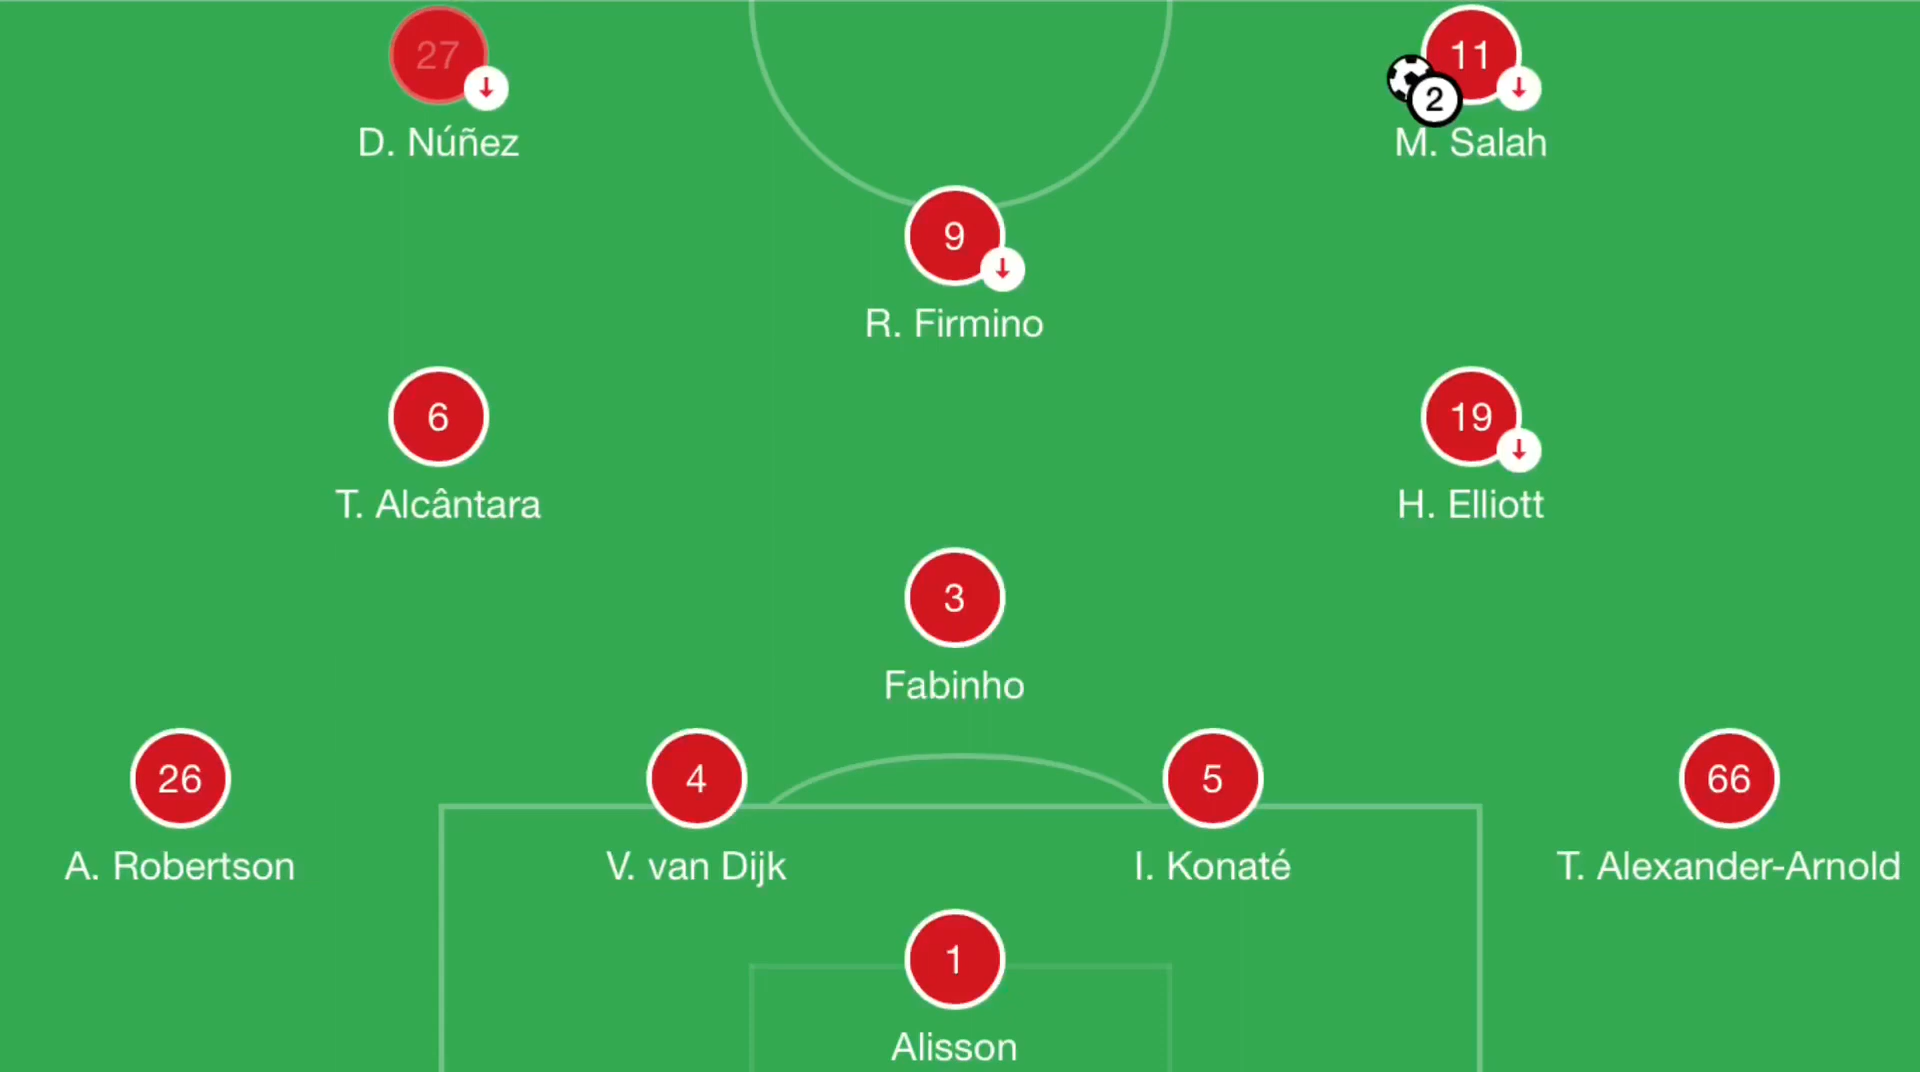 27
D. Núñez
11
2
M. Salah
9
R. Firmino
6
T. Alcântara
19
H. Elliott
3
Fabinho
26
A. Robertson
4
V. van Dijk
5
I. Konaté
66
T. Alexander-Arnold
1
Alisson